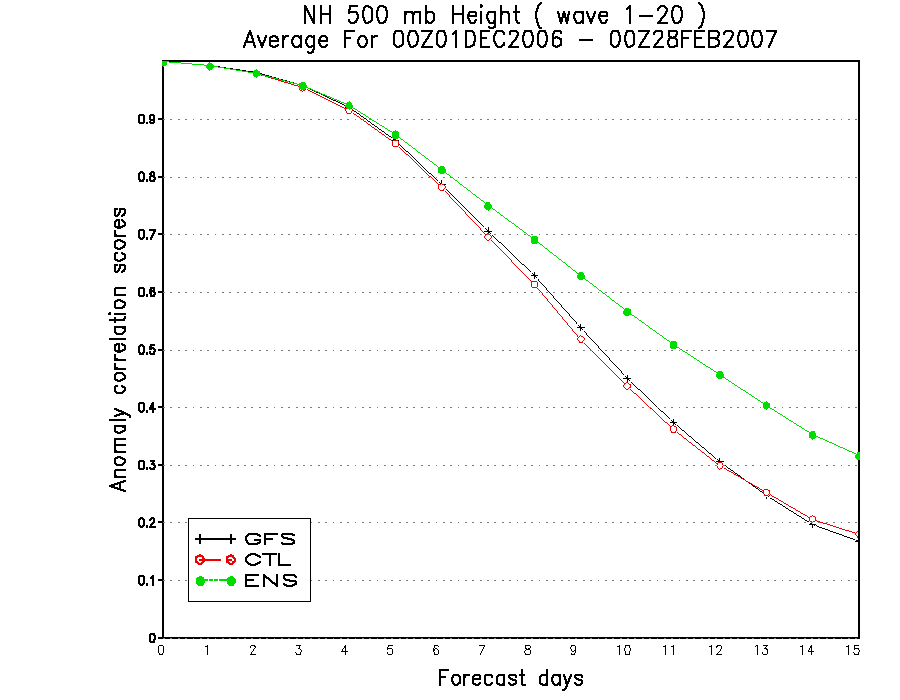 NH 500 mb Height ( wave 1-20 )
Average For 00Z01DEC2006 - 00Z28FEB2007
Anomaly correlation scores
0.9
0.8
0.7
0.6
0.5
0.4
0.3
0.2
0.1
0
GFS
CTL
ENS
0 1 2 3 4 5 6 7 8 9 10 11 12 13 14 15
Forecast days